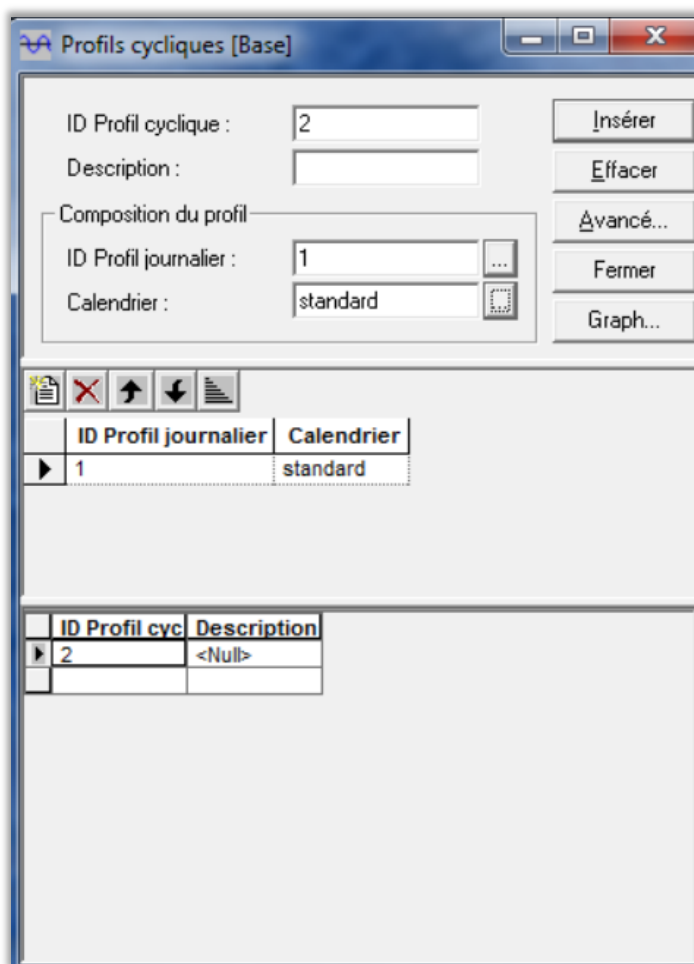 Profils cycliques [Base]
ID Profil cyclique : 2
Insérer
Description :
Effacer
Composition du profil
Avancé...
ID Profil journalier : 1 ...
Fermer
Calendrier : standard
Graph...
ID Profil journalier Calendrier
1 standard
ID Profil cyc Description
2 <Null>